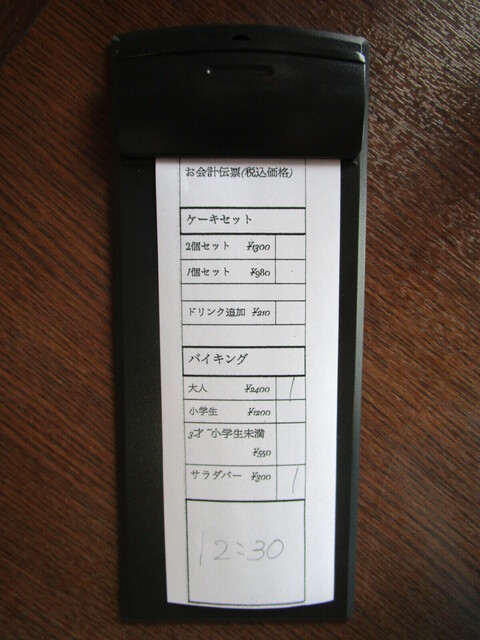 お会計伝票(税込価格)
ケーキセット
2個セット ¥1300
1個セット ¥980
ドリンク追加 ¥210
バイキング
大人 ¥2400 1
小学生 ¥1200
3才~小学生未満
¥550
サラダバー ¥300 1
12:30